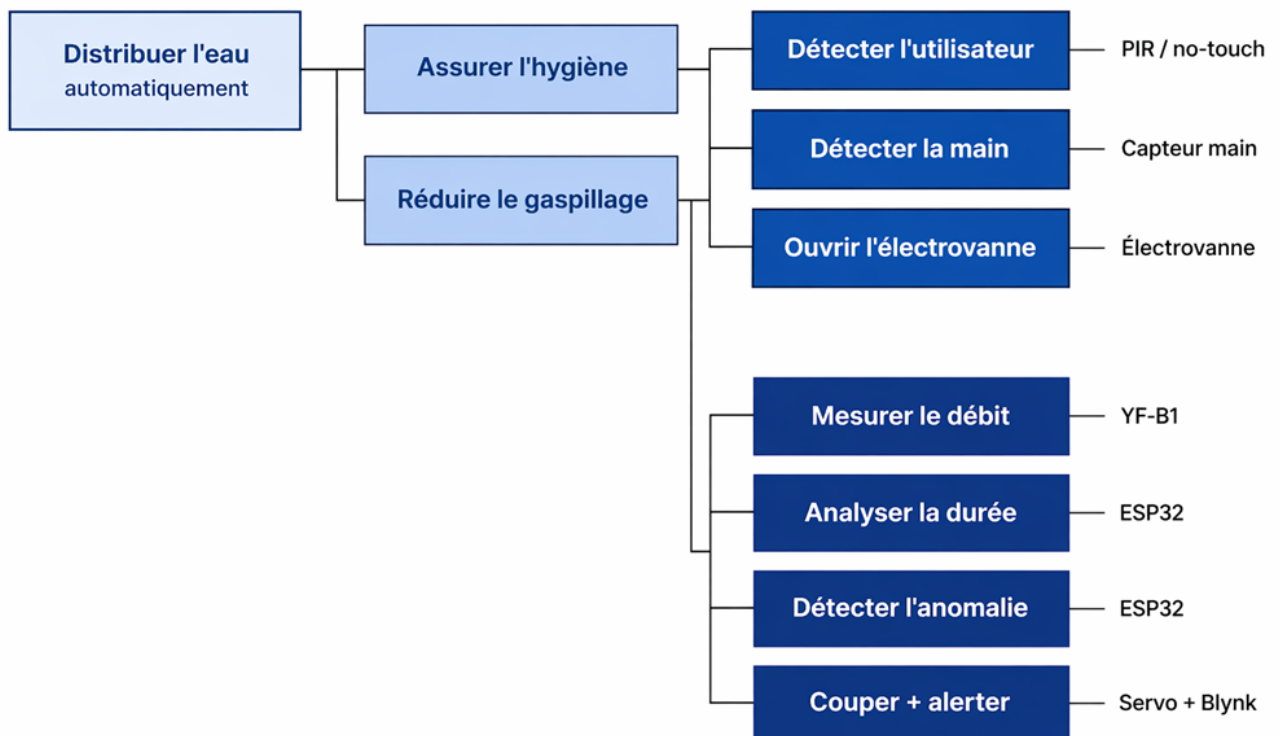 Distribuer l'eau
automatiquement
Assurer l'hygiène
Réduire le gaspillage
Détecter l'utilisateur
PIR / no-touch
Détecter la main
Capteur main
Ouvrir l'électrovanne
Électrovanne
Mesurer le débit
YF-B1
Analyser la durée
ESP32
Détecter l'anomalie
ESP32
Couper + alerter
Servo + Blynk